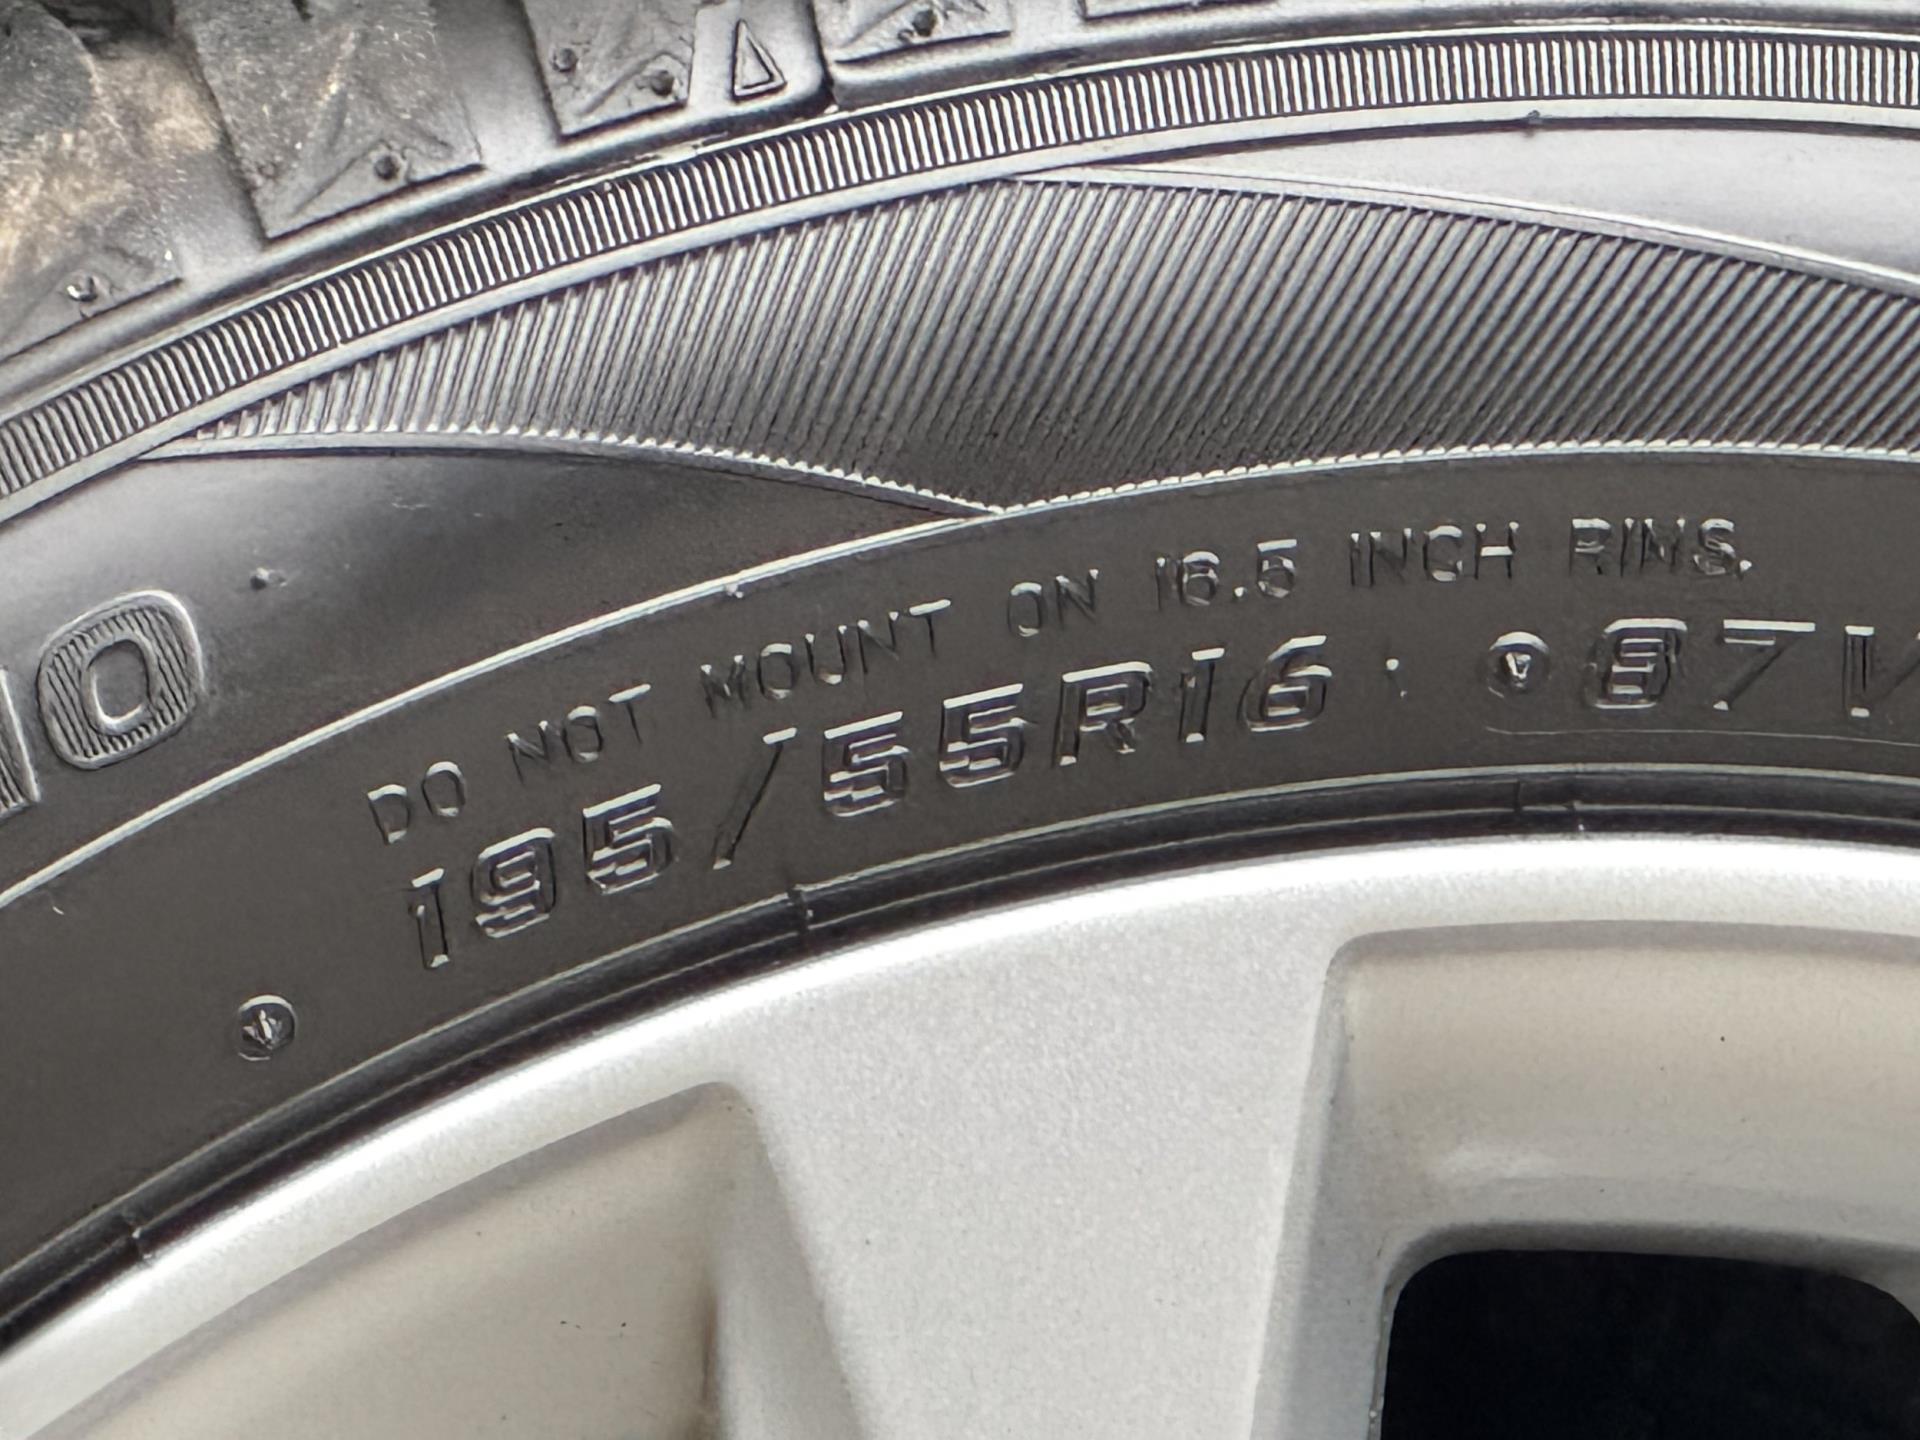 DO NOT MOUNT ON 16.5 INCH RIMS.
195/55R16 87V